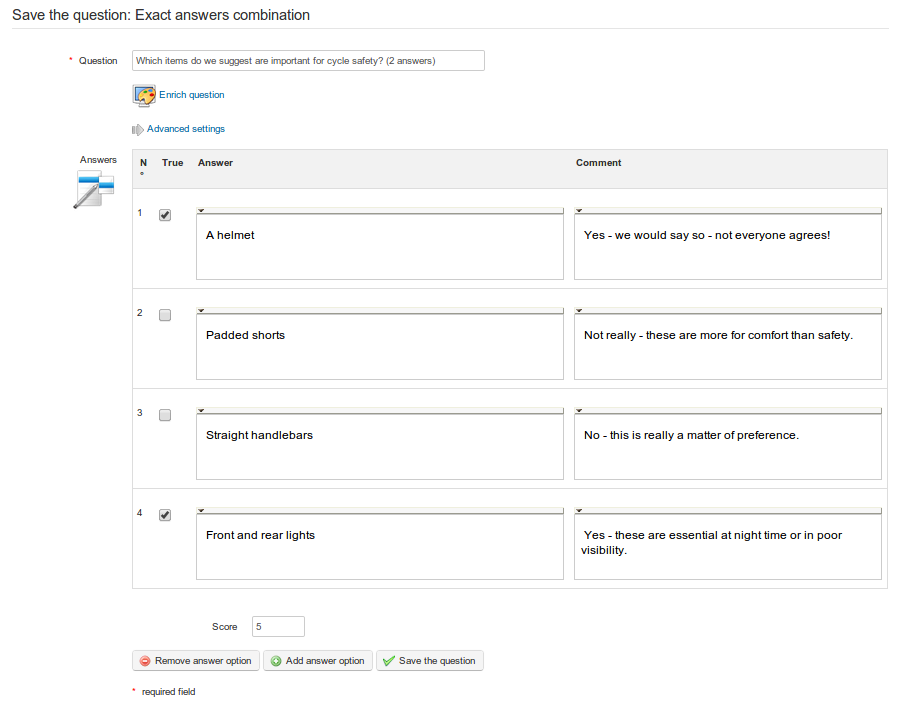 Save the question: Exact answers combination
* Question Which items do we suggest are important for cycle safety? (2 answers)
Enrich question
Advanced settings
Answers
N° True Answer Comment
1 A helmet Yes - we would say so - not everyone agrees!
2 Padded shorts Not really - these are more for comfort than safety.
3 Straight handlebars No - this is really a matter of preference.
4 Front and rear lights Yes - these are essential at night time or in poor
visibility.
Score 5
Remove answer option Add answer option Save the question
* required field